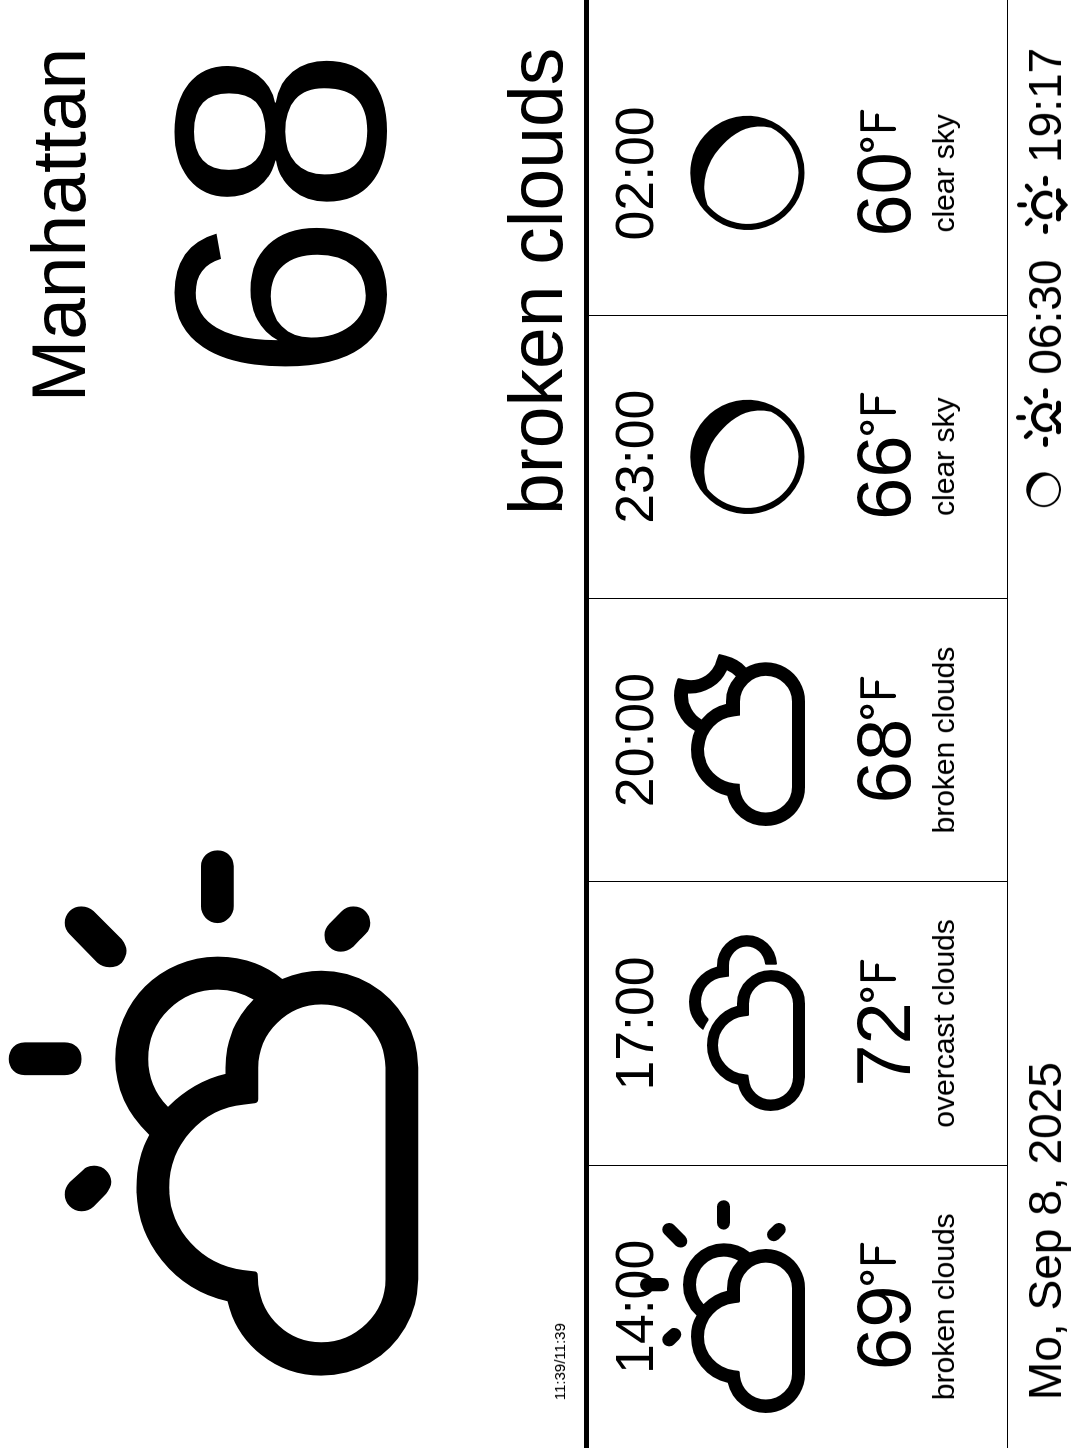 Manhattan
68
broken clouds
11:39/11:39
14:00 17:00 20:00 23:00 02:00
69°F 72°F 68°F 66°F 60°F
broken clouds overcast clouds broken clouds clear sky clear sky
Mo, Sep 8, 2025 06:30 19:17